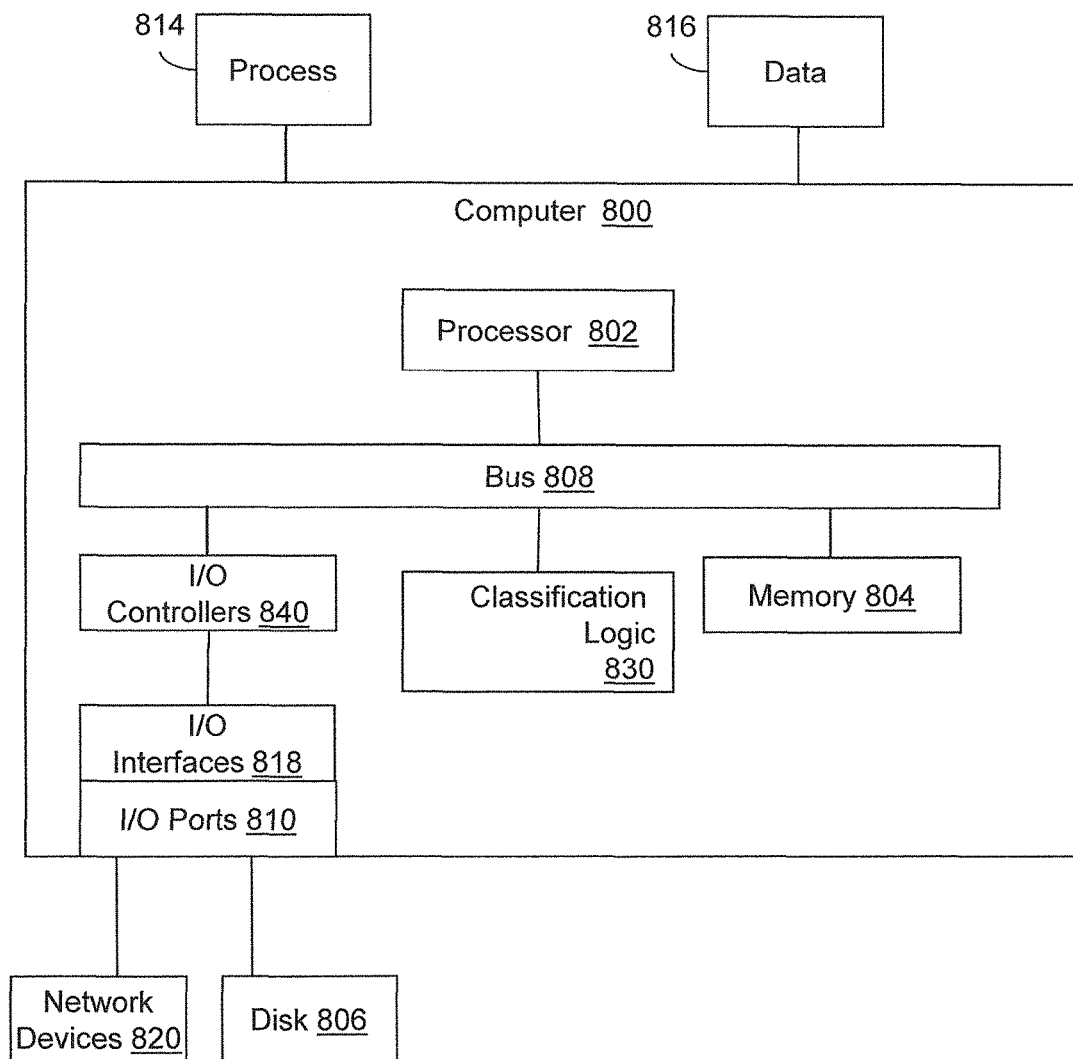 814
Process
816
Data
Computer 800
Processor 802
Bus 808
I/O
Controllers 840
Classification
Logic
830
Memory 804
I/O
Interfaces 818
I/O Ports 810
Network
Devices 820
Disk 806